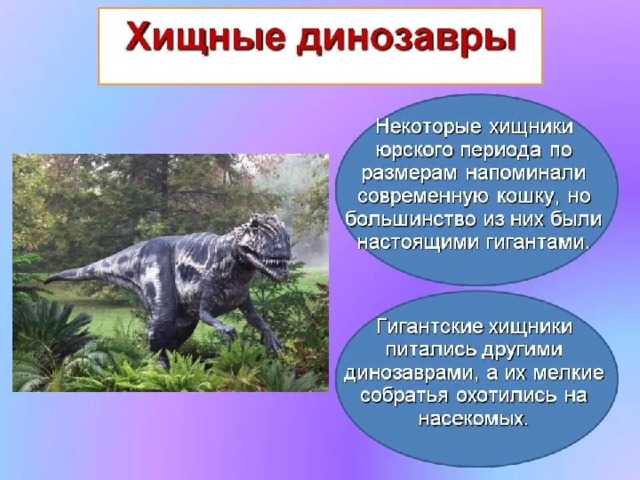 Хищные динозавры
Некоторые хищники
юрского периода по
размерам напоминали
современную кошку, но
большинство из них были
настоящими гигантами.
Гигантские хищники
питались другими
динозаврами, а их мелкие
собратья охотились на
насекомых.